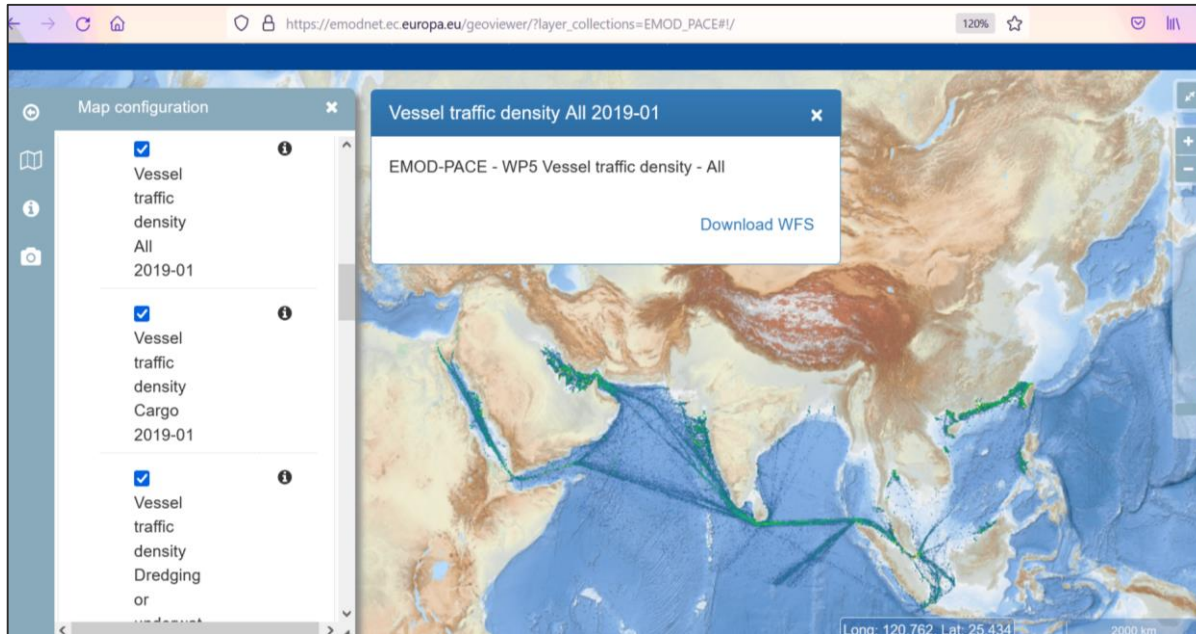 https://emodnet.ec.europa.eu/geoviewer/?layer_collections=EMOD_PACE#!/
120%
Map configuration
Vessel
traffic
density
All
2019-01
Vessel
traffic
density
Cargo
2019-01
Vessel
traffic
density
Dredging
or
Vessel traffic density All 2019-01
EMOD-PACE - WP5 Vessel traffic density - All
Download WFS
Long: 120.762, Lat: 25.434
2000 km